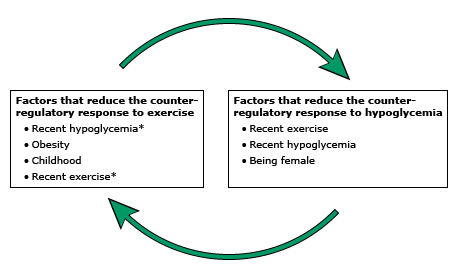 Factors that reduce the counter-
regulatory response to exercise
• Recent hypoglycemia*
• Obesity
• Childhood
• Recent exercise*
Factors that reduce the counter-
regulatory response to hypoglycemia
• Recent exercise
• Recent hypoglycemia
• Being female